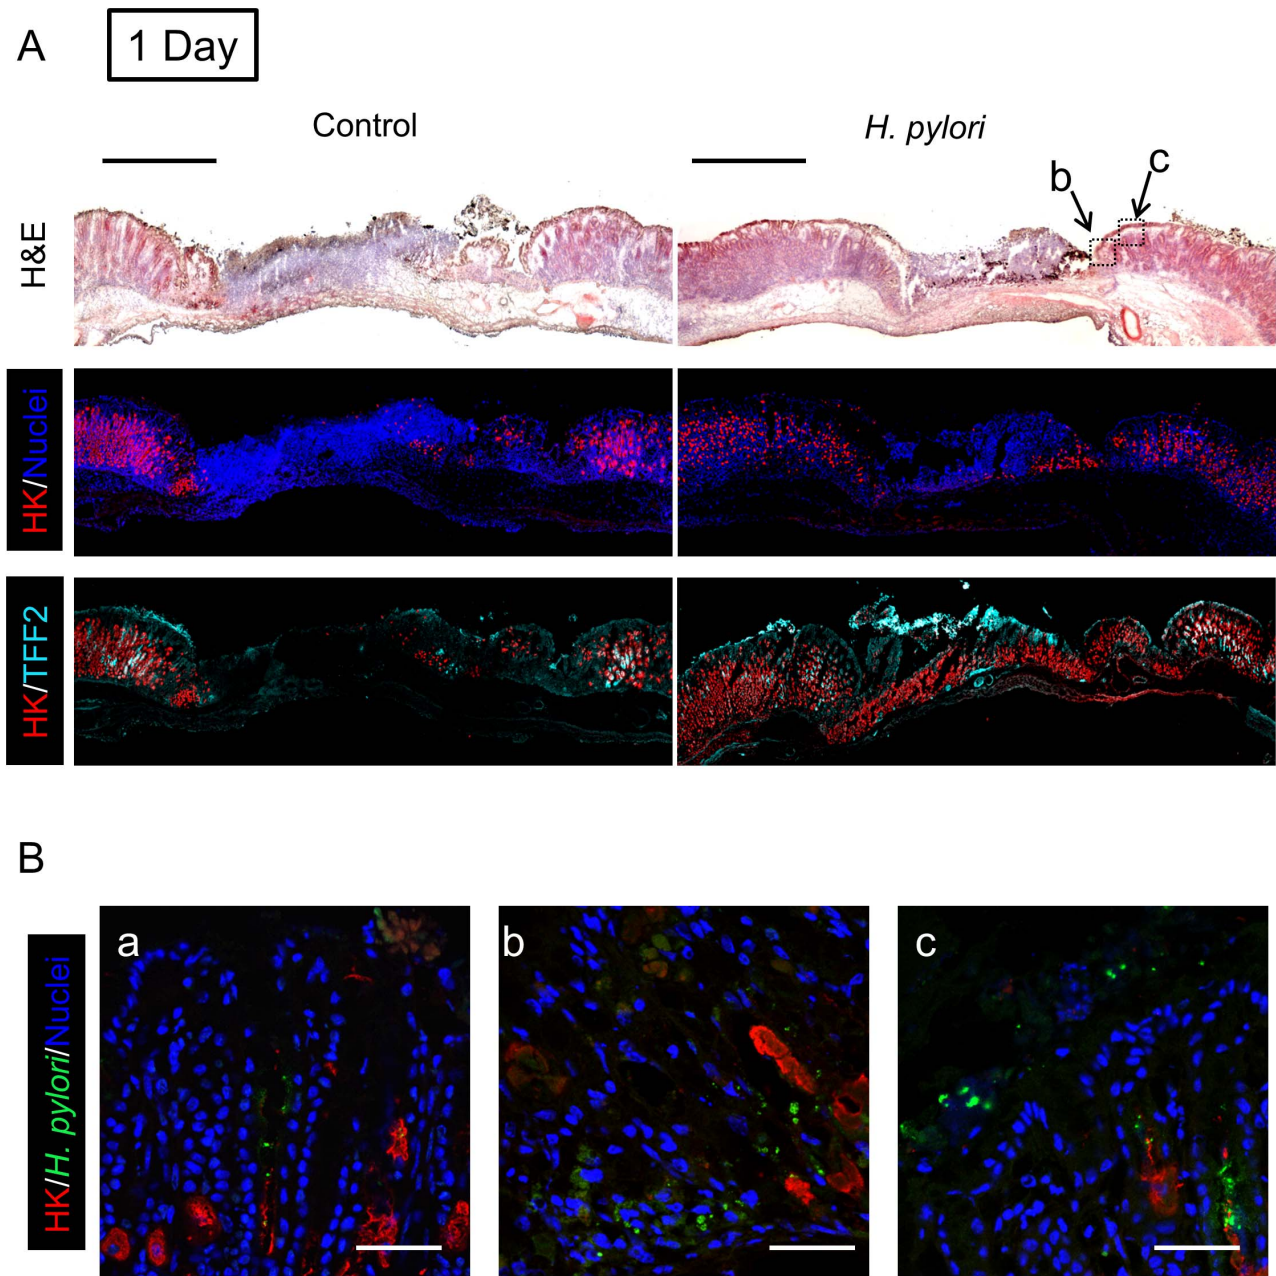 A
1 Day
Control
H. pylori
b
c
H&E
HK/Nuclei
HK/TFF2
B
HK/H. pylori/Nuclei
a
b
c